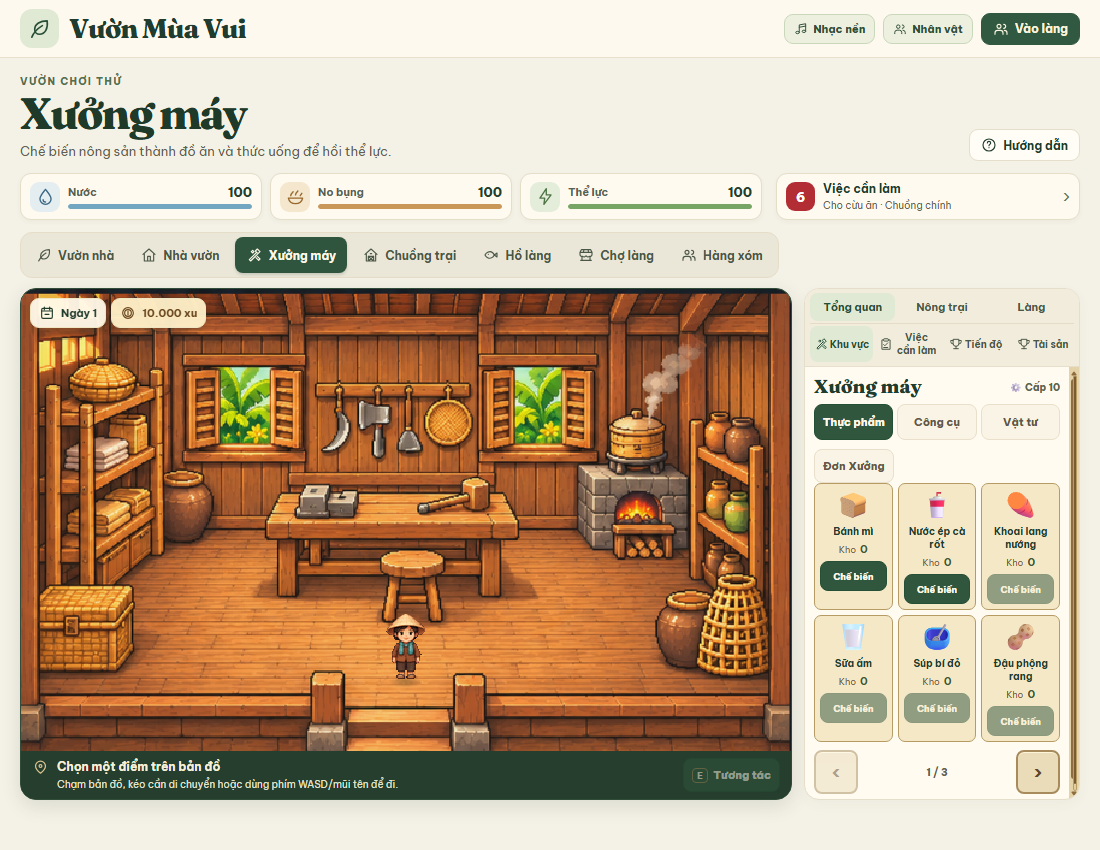 Vườn Mùa Vui
Nhạc nền
Nhân vật
Vào làng
VƯỜN CHƠI THỬ
Xưởng máy
Chế biến nông sản thành đồ ăn và thức uống để hồi thể lực.
Hướng dẫn
Nước 100
No bụng 100
Thể lực 100
6
Việc cần làm
Cho cừu ăn · Chuồng chính
Vườn nhà
Nhà vườn
Xưởng máy
Chuồng trại
Hồ làng
Chợ làng
Hàng xóm
Ngày 1
10.000 xu
Tổng quan
Nông trại
Làng
Khu vực
Việc
cần làm
Tiến độ
Tài sản
Xưởng máy
Cấp 10
Thực phẩm
Công cụ
Vật tư
Đơn Xưởng
Bánh mì
Kho 0
Chế biến
Nước ép cà
rốt
Kho 0
Chế biến
Khoai lang
nướng
Kho 0
Chế biến
Sữa ấm
Kho 0
Chế biến
Súp bí đỏ
Kho 0
Chế biến
Đậu phộng
rang
Kho 0
Chế biến
‹
1 / 3
›
Chọn một điểm trên bản đồ
Chạm bản đồ, kéo cần di chuyển hoặc dùng phím WASD/mũi tên để đi.
E Tương tác